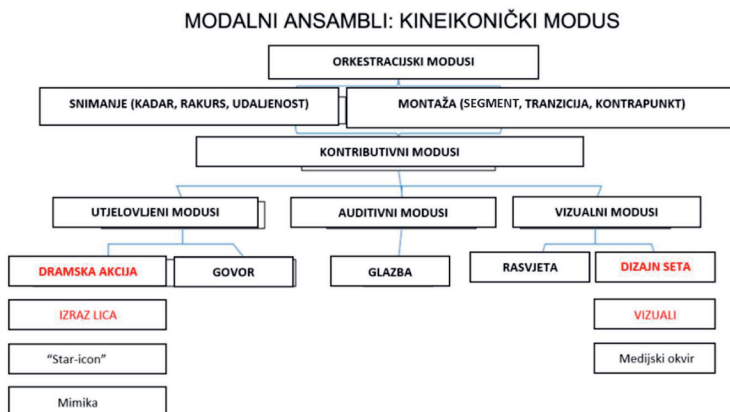 MODALNI ANSAMBLI: KINEIKONIČKI MODUS
ORKESTRACIJSKI MODUSI
SNIMANJE (KADAR, RAKURS, UDALJENOST)
MONTAŽA (SEGMENT, TRANZICIJA, KONTRAPUNKT)
KONTRIBUTIVNI MODUSI
UTJELOVLJENI MODUSI
AUDITIVNI MODUSI
VIZUALNI MODUSI
DRAMSKA AKCIJA
GOVOR
GLAZBA
RASVJETA
DIZAJN SETA
IZRAZ LICA
VIZUALI
“Star-icon”
Medijski okvir
Mimika